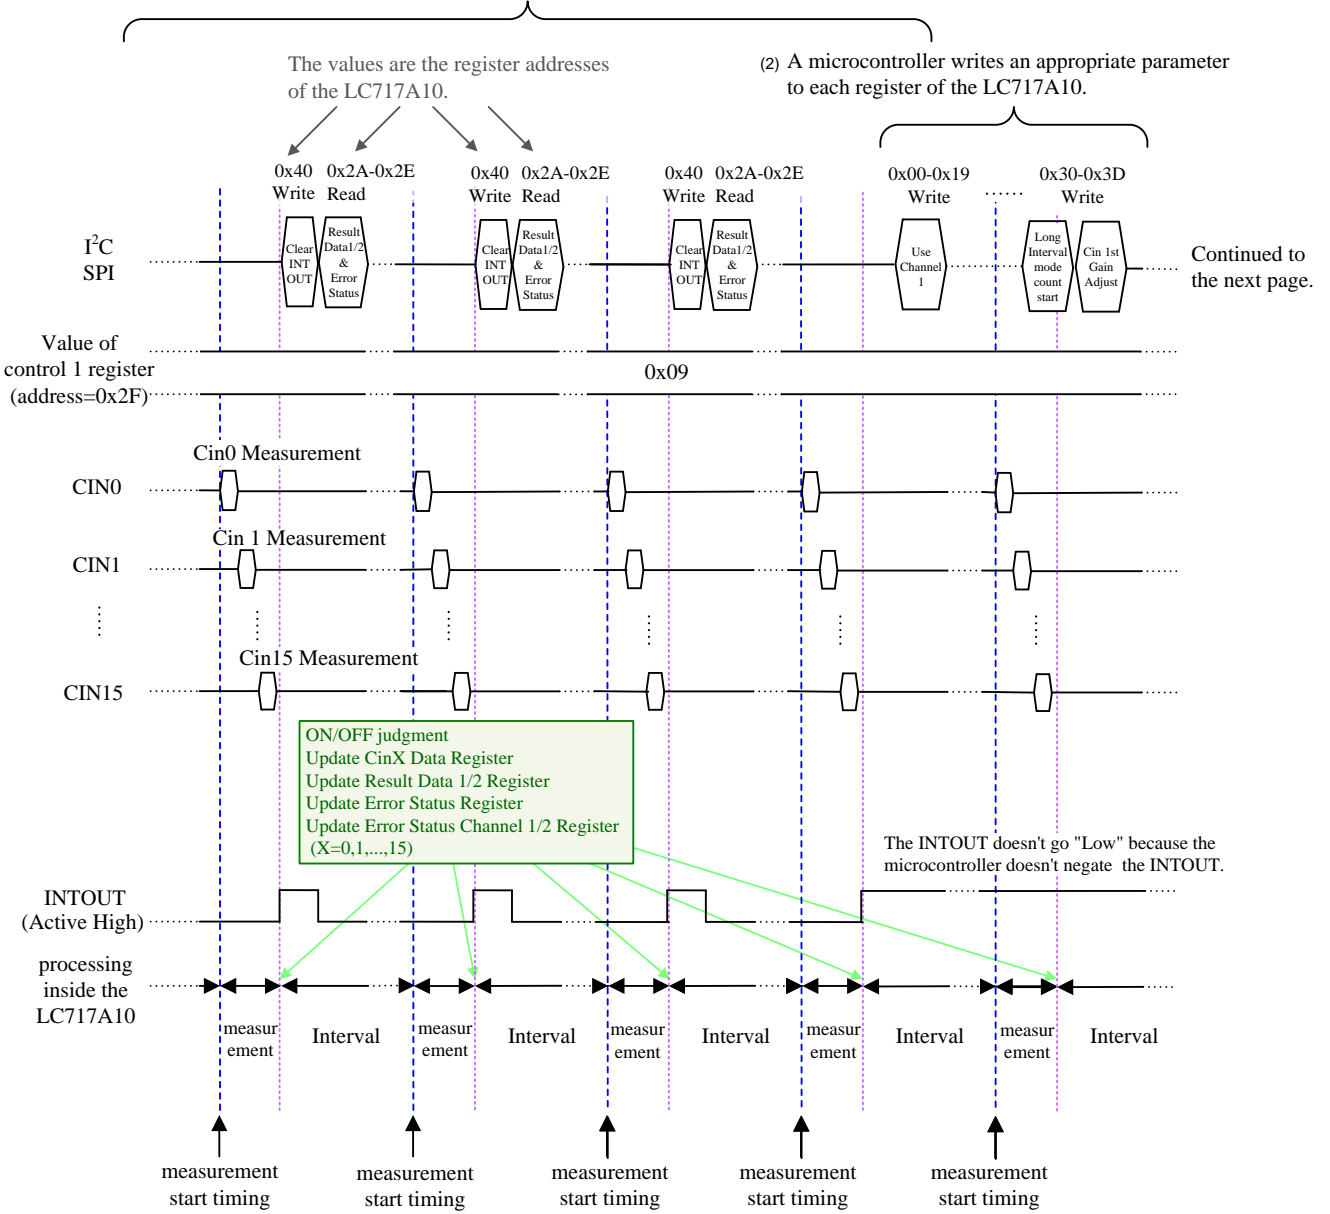 The values are the register addresses
of the LC717A10.
(2) A microcontroller writes an appropriate parameter
to each register of the LC717A10.
0x40
Write
0x2A-0x2E
Read
0x40
Write
0x2A-0x2E
Read
0x40
Write
0x2A-0x2E
Read
0x00-0x19
Write
......
0x30-0x3D
Write
I2C
SPI
Clear
INT
OUT
Result
Data1/2
&
Error
Status
Clear
INT
OUT
Result
Data1/2
&
Error
Status
Clear
INT
OUT
Result
Data1/2
&
Error
Status
Use
Channel
1
Long
Interval
mode
count
start
Cin 1st
Gain
Adjust
Continued to
the next page.
Value of
control 1 register
(address=0x2F)
0x09
Cin0 Measurement
CIN0
Cin 1 Measurement
CIN1
Cin15 Measurement
CIN15
ON/OFF judgment
Update CinX Data Register
Update Result Data 1/2 Register
Update Error Status Register
Update Error Status Channel 1/2 Register
(X=0,1,...,15)
The INTOUT doesn't go "Low" because the
microcontroller doesn't negate the INTOUT.
INTOUT
(Active High)
processing
inside the
LC717A10
measur
ement
Interval
measur
ement
Interval
measur
ement
Interval
measur
ement
Interval
measur
ement
Interval
measurement
start timing
measurement
start timing
measurement
start timing
measurement
start timing
measurement
start timing